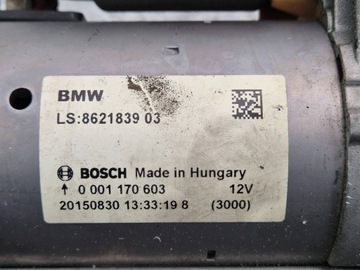 BMW
LS:8621839 03
BOSCH Made in Hungary
0 001 170 603 12V
20150830 13:33:19 8 (3000)